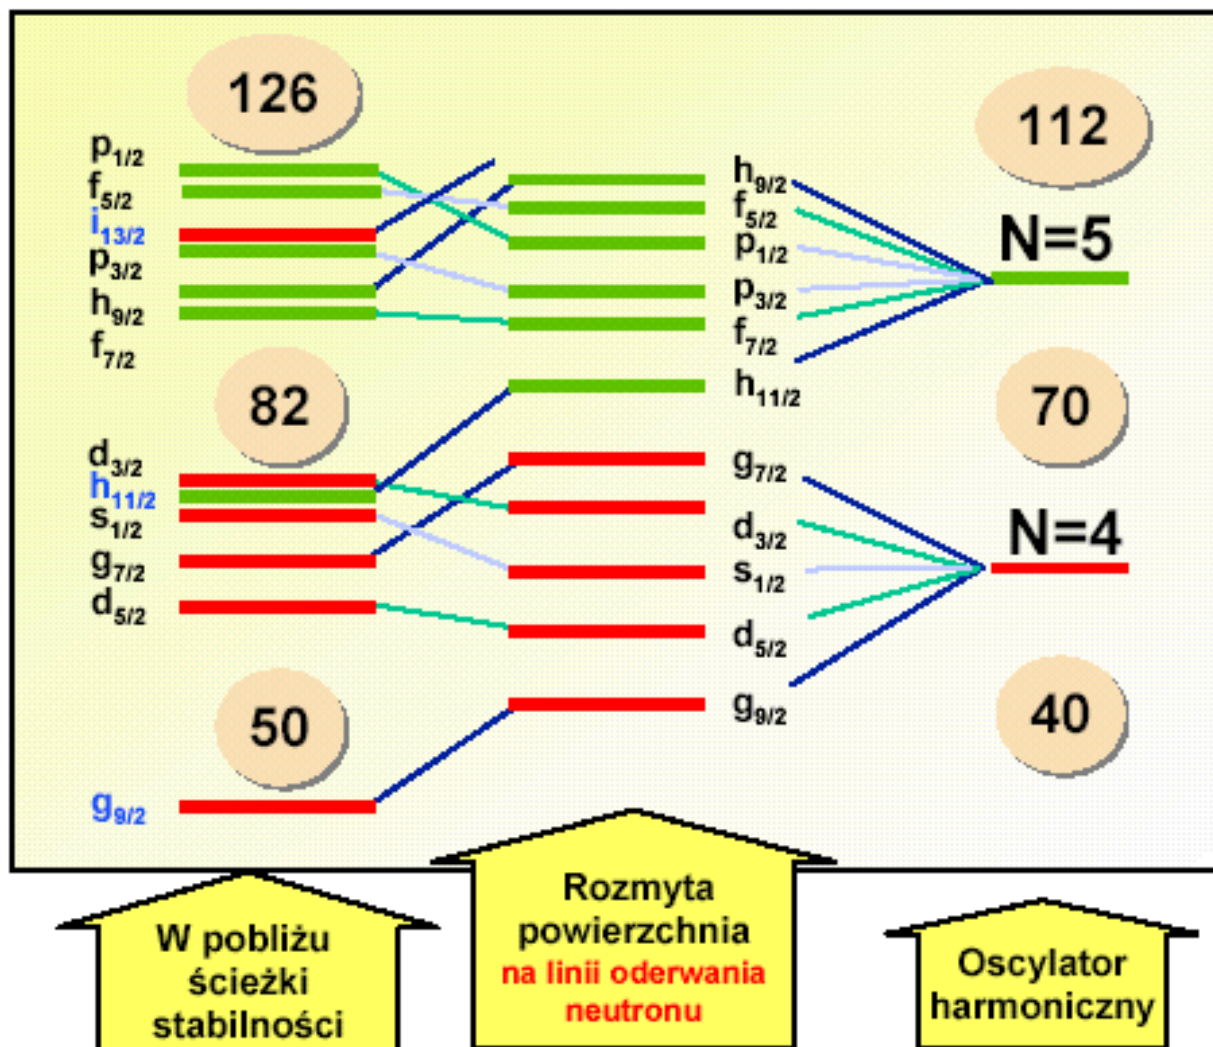 126
p1/2
f5/2
i13/2
p3/2
h9/2
f7/2
82
d3/2
h11/2
s1/2
g7/2
d5/2
50
g9/2
h9/2
f5/2
p1/2
p3/2
f7/2
h11/2
g7/2
d3/2
s1/2
d5/2
g9/2
112
N=5
70
N=4
40
W pobliżu
ścieżki
stabilności
Rozmyta
powierzchnia
na linii oderwania
neutronu
Oscylator
harmoniczny